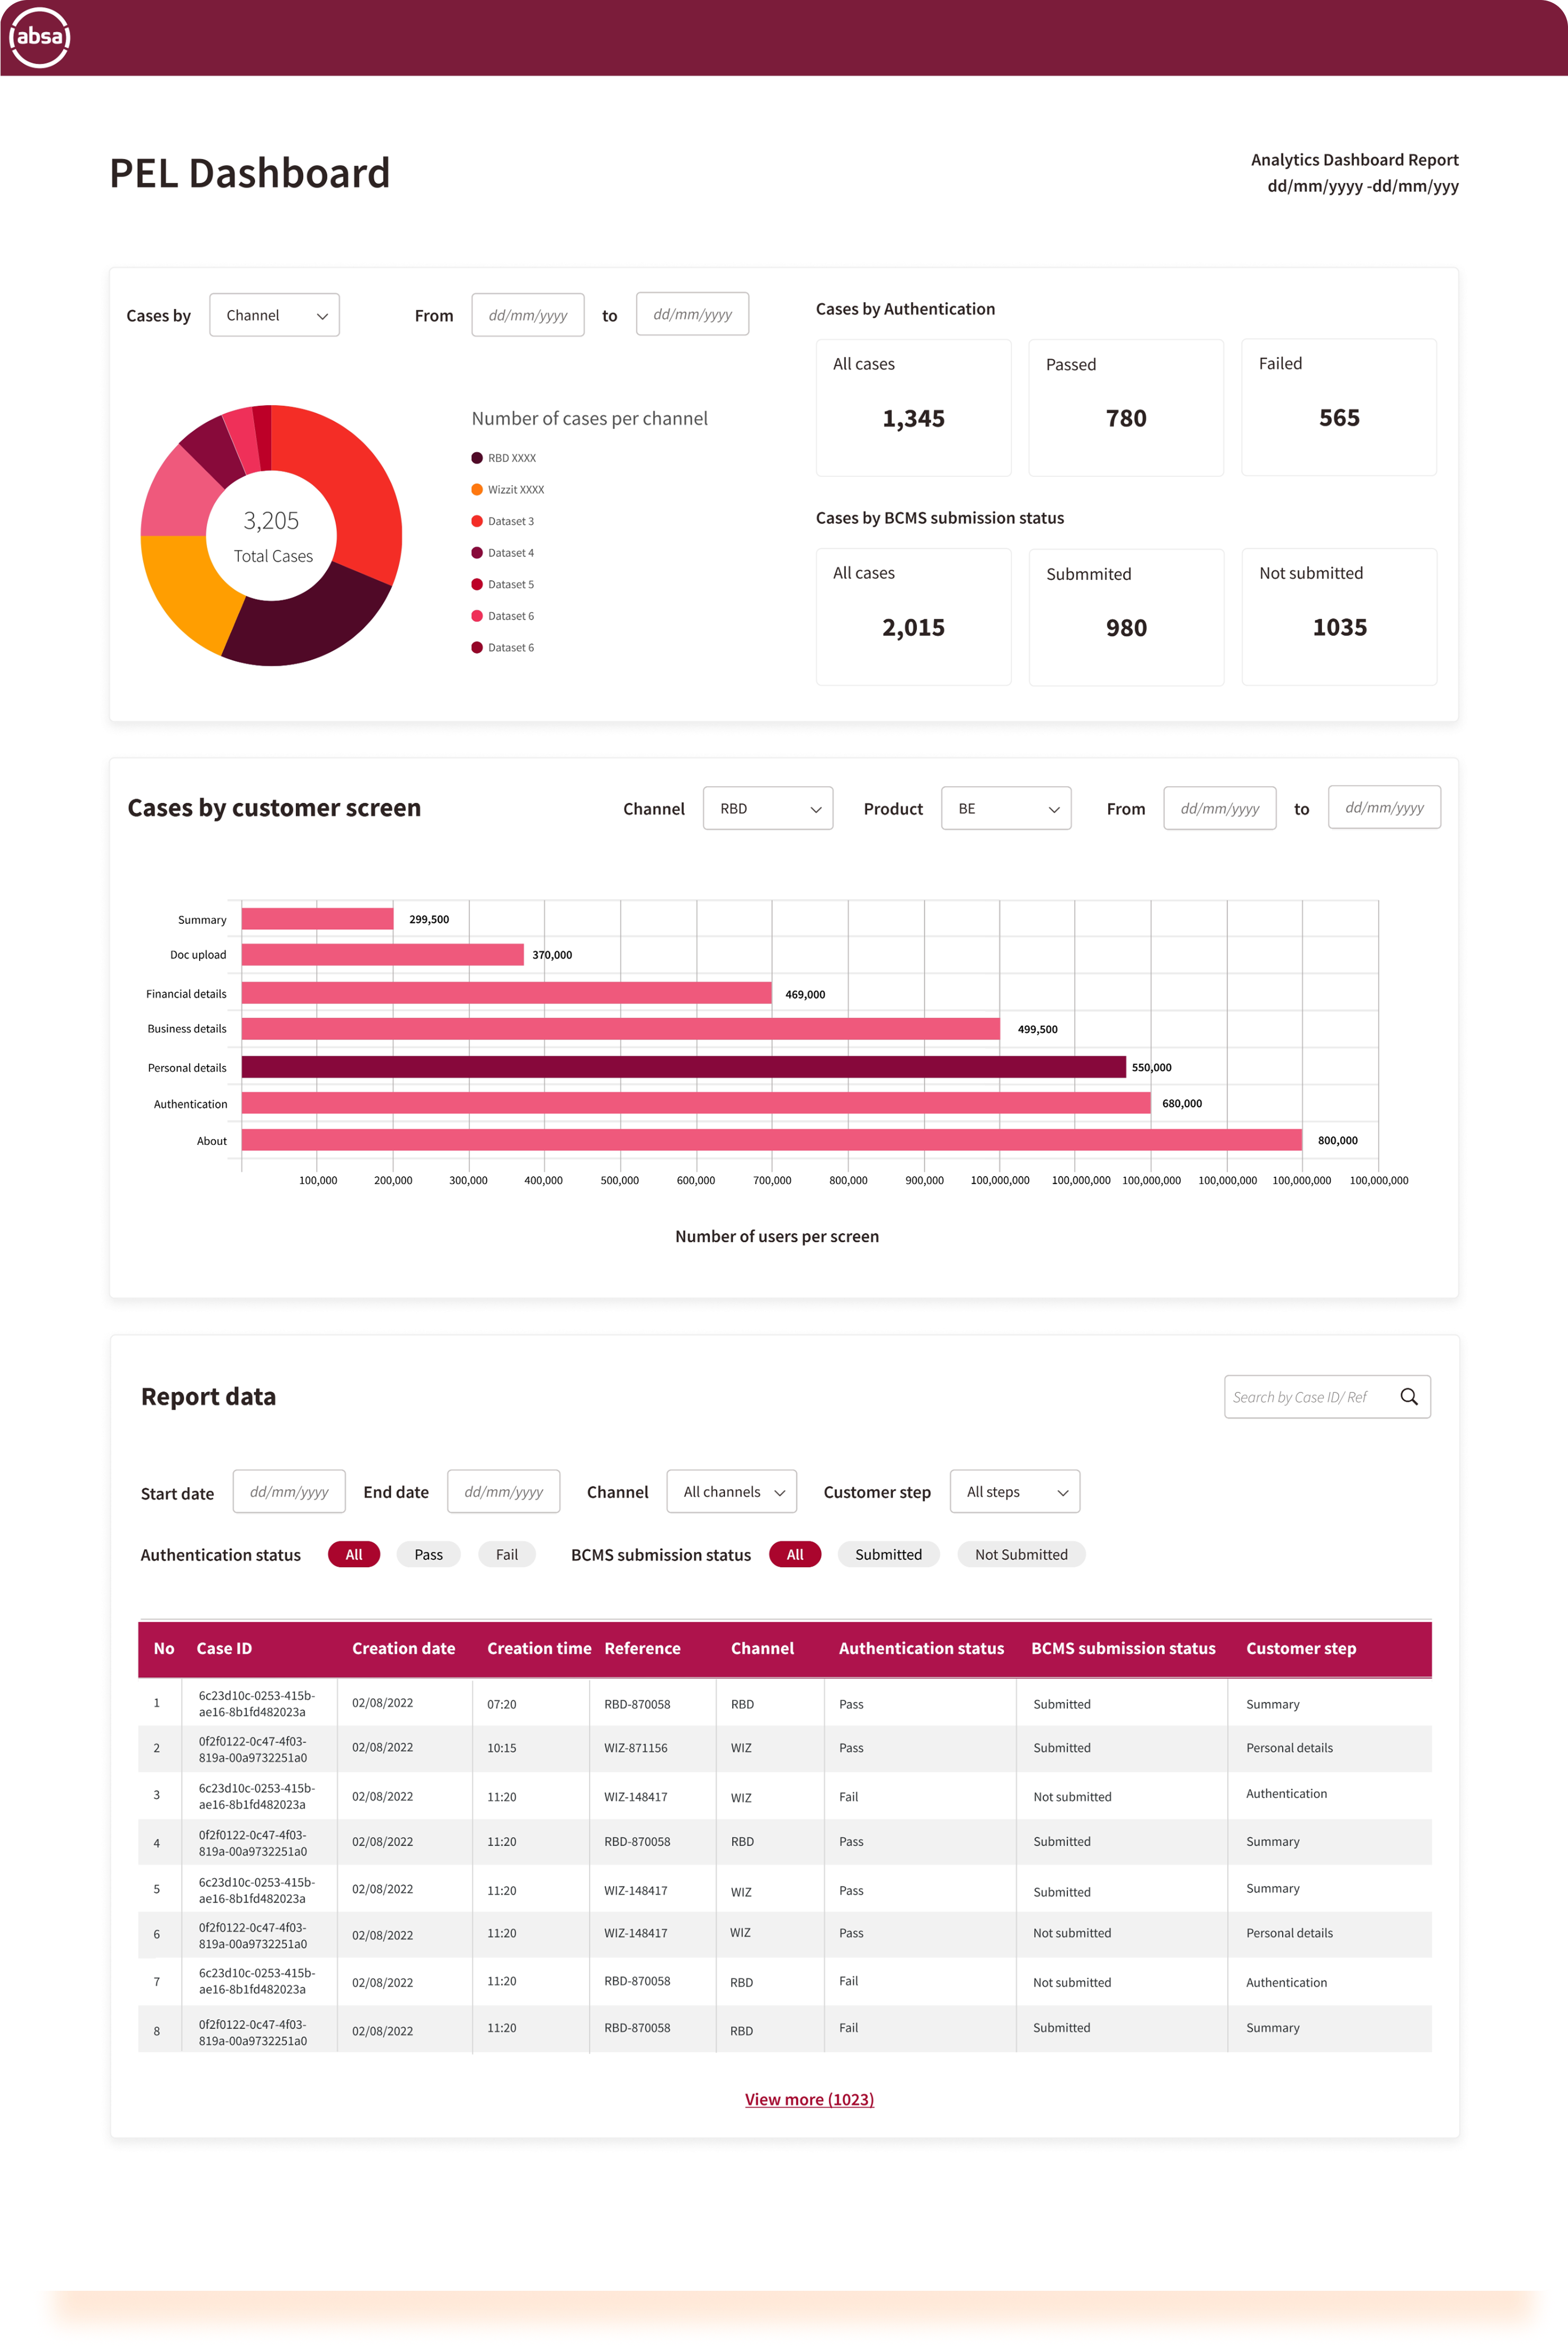 absa
PEL Dashboard
Analytics Dashboard Report
dd/mm/yyyy -dd/mm/yyy
Cases by
Channel
From
dd/mm/yyyy
to
dd/mm/yyyy
3,205
Total Cases
Number of cases per channel
RBD XXXX
Wizzit XXXX
Dataset 3
Dataset 4
Dataset 5
Dataset 6
Dataset 6
Cases by Authentication
All cases
1,345
Passed
780
Failed
565
Cases by BCMS submission status
All cases
2,015
Submmited
980
Not submitted
1035
Cases by customer screen
Channel
RBD
Product
BE
From
dd/mm/yyyy
to
dd/mm/yyyy
Summary 299,500
Doc upload 370,000
Financial details 469,000
Business details 499,500
Personal details 550,000
Authentication 680,000
About 800,000
100,000 200,000 300,000 400,000 500,000 600,000 700,000 800,000 900,000 100,000,000 100,000,000 100,000,000 100,000,000 100,000,000 100,000,000
Number of users per screen
Report data
Search by Case ID/ Ref
Start date dd/mm/yyyy End date dd/mm/yyyy Channel All channels Customer step All steps
Authentication status All Pass Fail BCMS submission status All Submitted Not Submitted
No Case ID Creation date Creation time Reference Channel Authentication status BCMS submission status Customer step
1 6c23d10c-0253-415b-
ae16-8b1fd482023a 02/08/2022 07:20 RBD-870058 RBD Pass Submitted Summary
2 0f2f0122-0c47-4f03-
819a-00a9732251a0 02/08/2022 10:15 WIZ-871156 WIZ Pass Submitted Personal details
3 6c23d10c-0253-415b-
ae16-8b1fd482023a 02/08/2022 11:20 WIZ-148417 WIZ Fail Not submitted Authentication
4 0f2f0122-0c47-4f03-
819a-00a9732251a0 02/08/2022 11:20 RBD-870058 RBD Pass Submitted Summary
5 6c23d10c-0253-415b-
ae16-8b1fd482023a 02/08/2022 11:20 WIZ-148417 WIZ Pass Submitted Summary
6 0f2f0122-0c47-4f03-
819a-00a9732251a0 02/08/2022 11:20 WIZ-148417 WIZ Pass Not submitted Personal details
7 6c23d10c-0253-415b-
ae16-8b1fd482023a 02/08/2022 11:20 RBD-870058 RBD Fail Not submitted Authentication
8 0f2f0122-0c47-4f03-
819a-00a9732251a0 02/08/2022 11:20 RBD-870058 RBD Fail Submitted Summary
View more (1023)